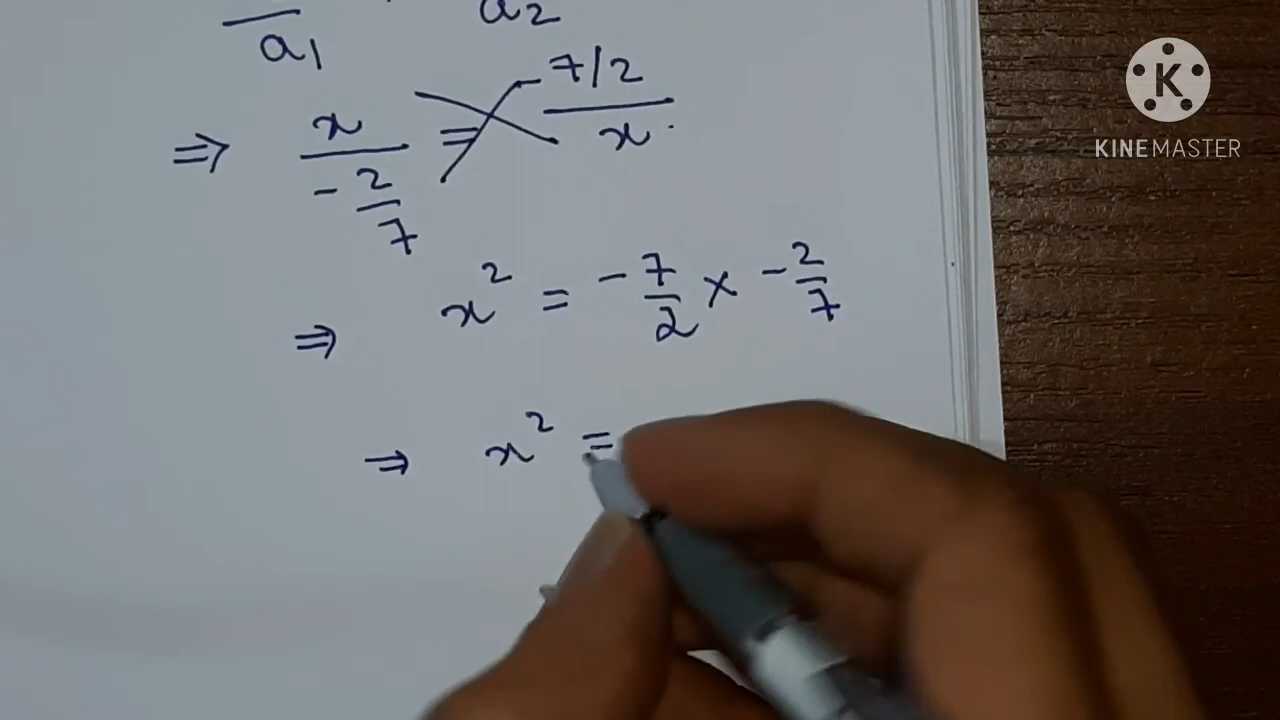 a₁ a₂
⇒ x/(-2/7) = (-7/2)/x.
⇒ x² = -7/2 × -2/7
⇒ x² =
K
KINEMASTER